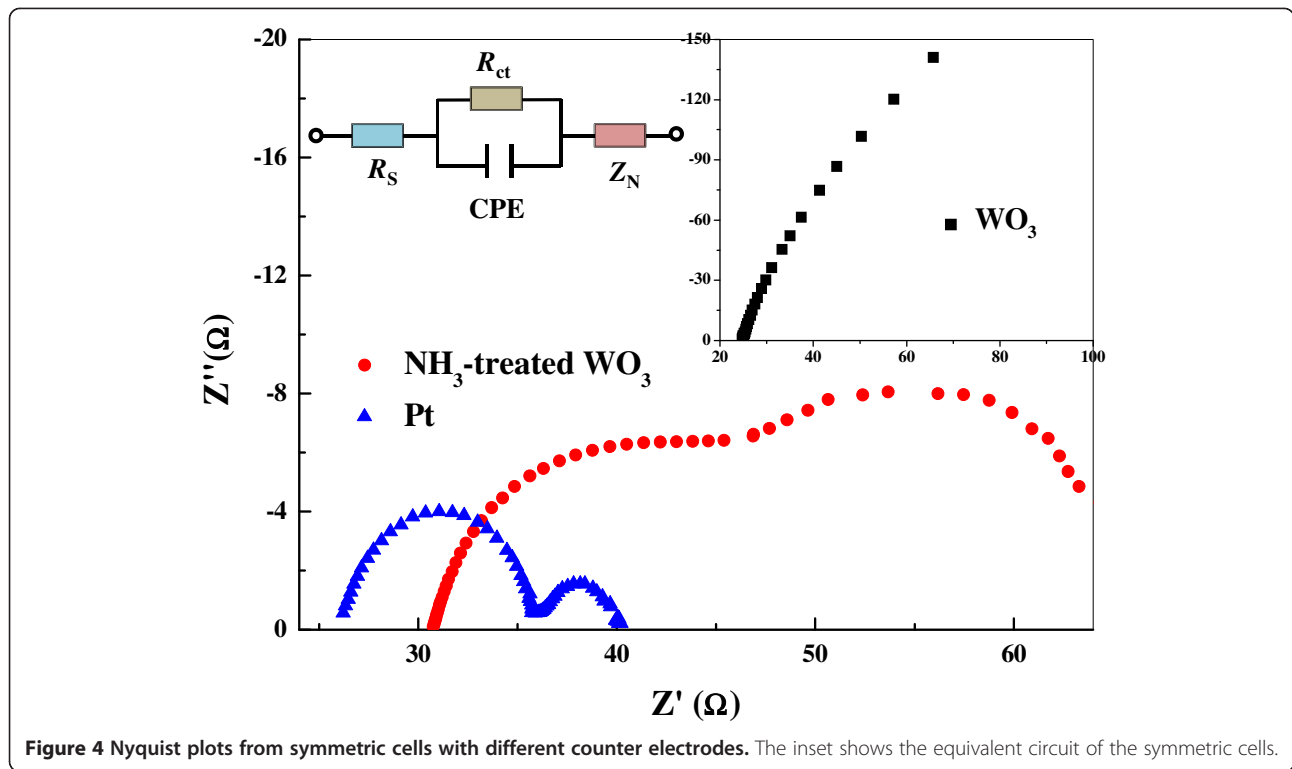 -20
-16
-12
-8
-4
0
Z''(Ω)
30
40
50
60
Z' (Ω)
R_ct
R_S
CPE
Z_N
NH₃-treated WO₃
Pt
-150
-120
-90
-60
-30
0
20
40
60
80
100
WO₃
Figure 4 Nyquist plots from symmetric cells with different counter electrodes. The inset shows the equivalent circuit of the symmetric cells.